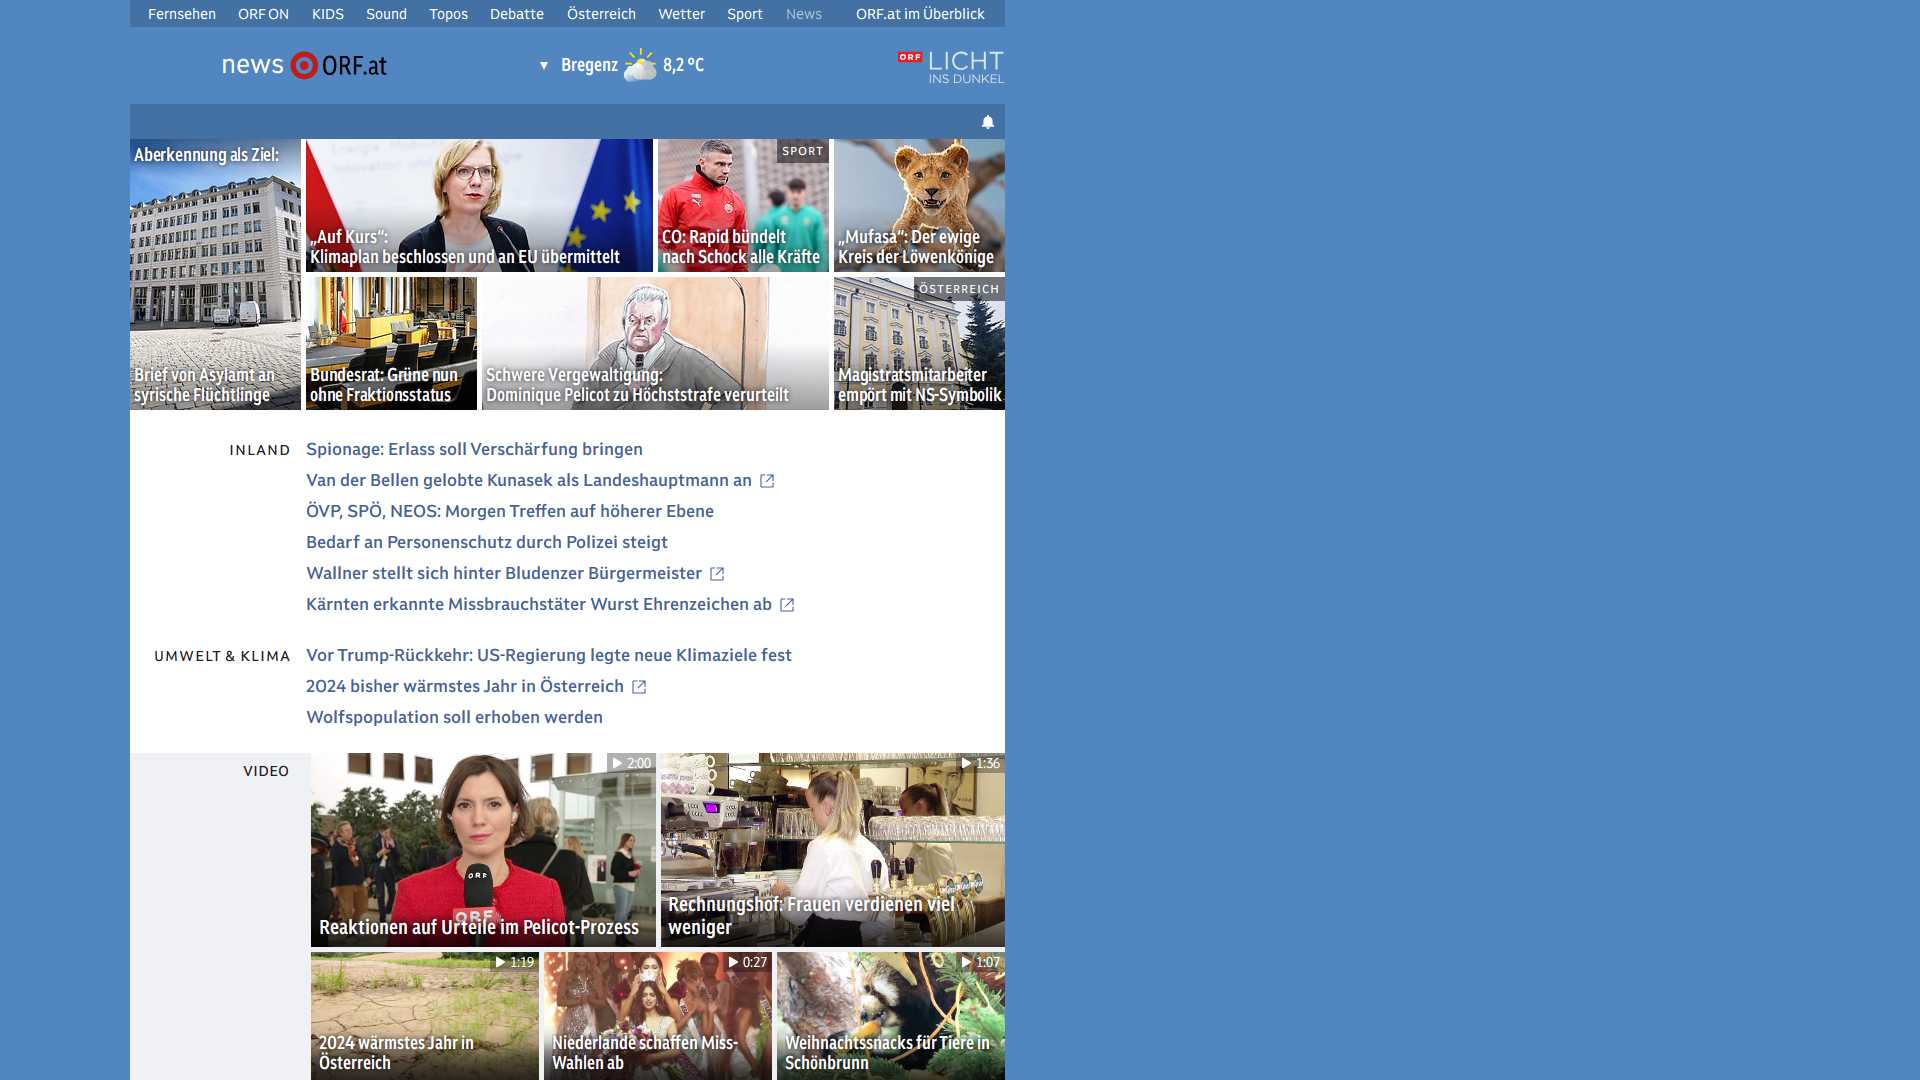 Fernsehen ORF ON KIDS Sound Topos Debatte Österreich Wetter Sport News ORF.at im Überblick
news ORF.at
Bregenz 8,2 °C
ORF LICHT
INS DUNKEL
Aberkennung als Ziel:
Brief von Asylamt an
syrische Flüchtlinge
„Auf Kurs“:
Klimaplan beschlossen und an EU übermittelt
SPORT
CO: Rapid bündelt
nach Schock alle Kräfte
„Mufasa“: Der ewige
Kreis der Löwenkönige
Bundesrat: Grüne nun
ohne Fraktionsstatus
Schwere Vergewaltigung:
Dominique Pelicot zu Höchststrafe verurteilt
ÖSTERREICH
Magistratsmitarbeiter
empört mit NS-Symbolik
INLAND
Spionage: Erlass soll Verschärfung bringen
Van der Bellen gelobte Kunasek als Landeshauptmann an
ÖVP, SPÖ, NEOS: Morgen Treffen auf höherer Ebene
Bedarf an Personenschutz durch Polizei steigt
Wallner stellt sich hinter Bludenzer Bürgermeister
Kärnten erkannte Missbrauchstäter Wurst Ehrenzeichen ab
UMWELT & KLIMA
Vor Trump-Rückkehr: US-Regierung legte neue Klimaziele fest
2024 bisher wärmstes Jahr in Österreich
Wolfspopulation soll erhoben werden
VIDEO
2:00
ORF
ORF
Reaktionen auf Urteile im Pelicot-Prozess
1:36
Rechnungshof: Frauen verdienen viel
weniger
1:19
2024 wärmstes Jahr in
Österreich
0:27
Niederlande schaffen Miss-
Wahlen ab
1:07
Weihnachtssnacks für Tiere in
Schönbrunn